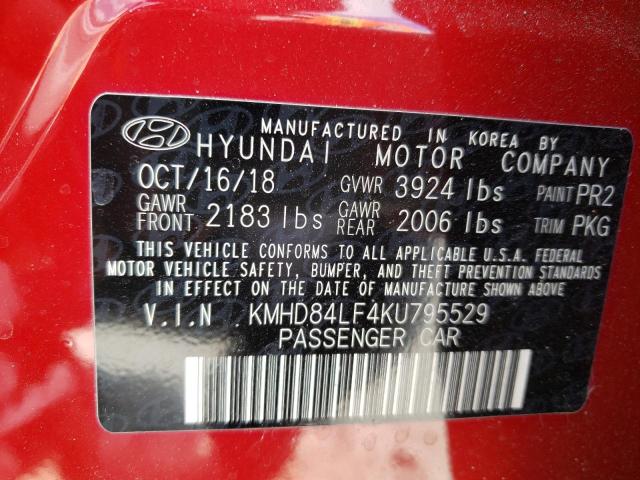 MANUFACTURED IN KOREA BY
HYUNDAI MOTOR COMPANY
OCT/16/18 GVWR 3924 lbs PAINT PR2
GAWR FRONT 2183 lbs GAWR REAR 2006 lbs TRIM PKG
THIS VEHICLE CONFORMS TO ALL APPLICABLE U.S.A. FEDERAL
MOTOR VEHICLE SAFETY, BUMPER, AND THEFT PREVENTION STANDARDS
IN EFFECT ON THE DATE OF MANUFACTURE SHOWN ABOVE
V.I.N KMHD84LF4KU795529
PASSENGER CAR